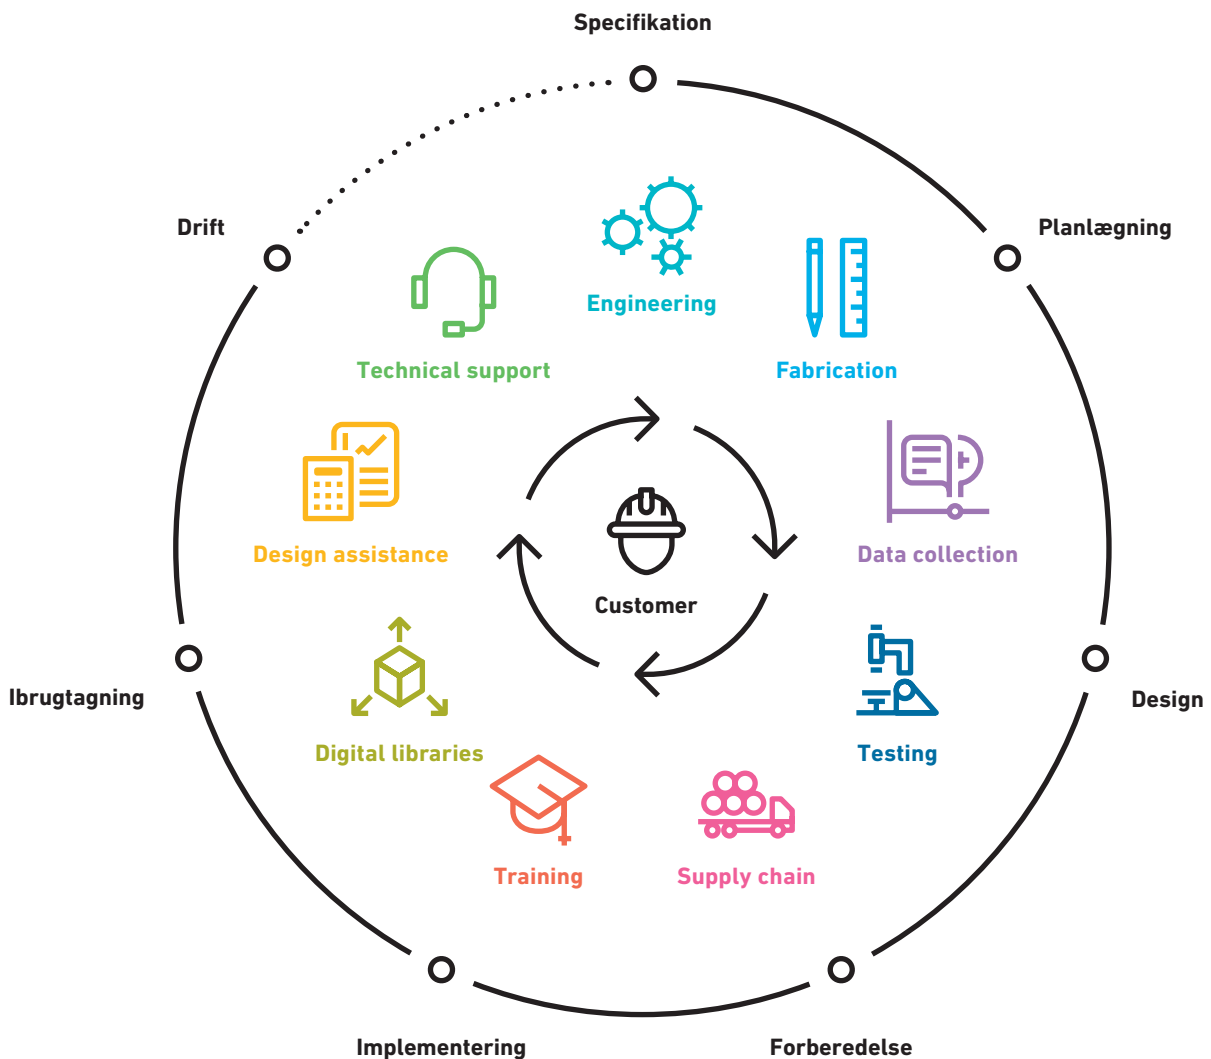 Specifikation
Drift
Planlægning
Engineering
Technical support
Fabrication
Design assistance
Data collection
Customer
Ibrugtagning
Design
Digital libraries
Testing
Training
Supply chain
Implementering
Forberedelse